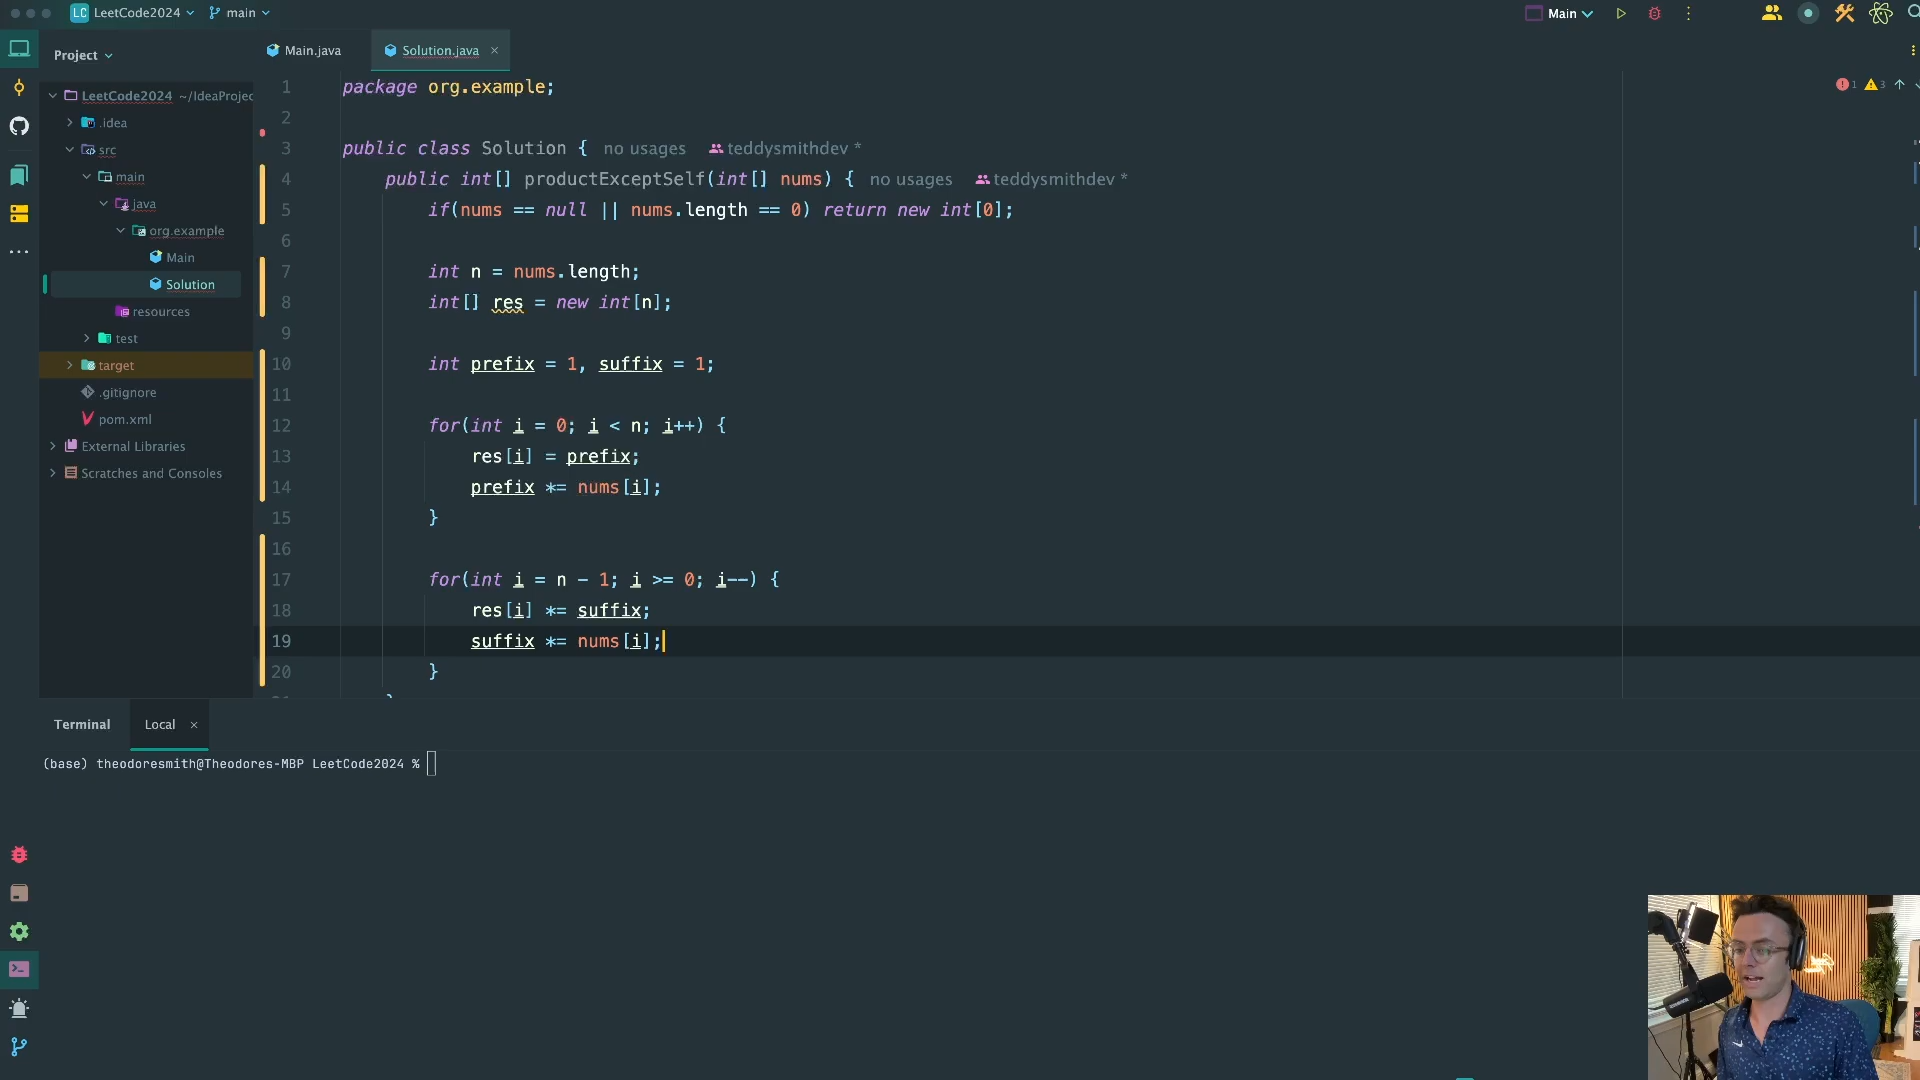 LC LeetCode2024 main Main
Project
Main.java Solution.java
LeetCode2024 ~/IdeaProjec
.idea
src
main
java
org.example
Main
Solution
resources
test
target
.gitignore
pom.xml
External Libraries
Scratches and Consoles
1 package org.example;
2
3 public class Solution { no usages teddysmithdev *
4 public int[] productExceptSelf(int[] nums) { no usages teddysmithdev *
5 if(nums == null || nums.length == 0) return new int[0];
6
7 int n = nums.length;
8 int[] res = new int[n];
9
10 int prefix = 1, suffix = 1;
11
12 for(int i = 0; i < n; i++) {
13 res[i] = prefix;
14 prefix *= nums[i];
15 }
16
17 for(int i = n - 1; i >= 0; i--) {
18 res[i] *= suffix;
19 suffix *= nums[i];
20 }
1 3
Terminal Local
(base) theodoresmith@Theodores-MBP LeetCode2024 %